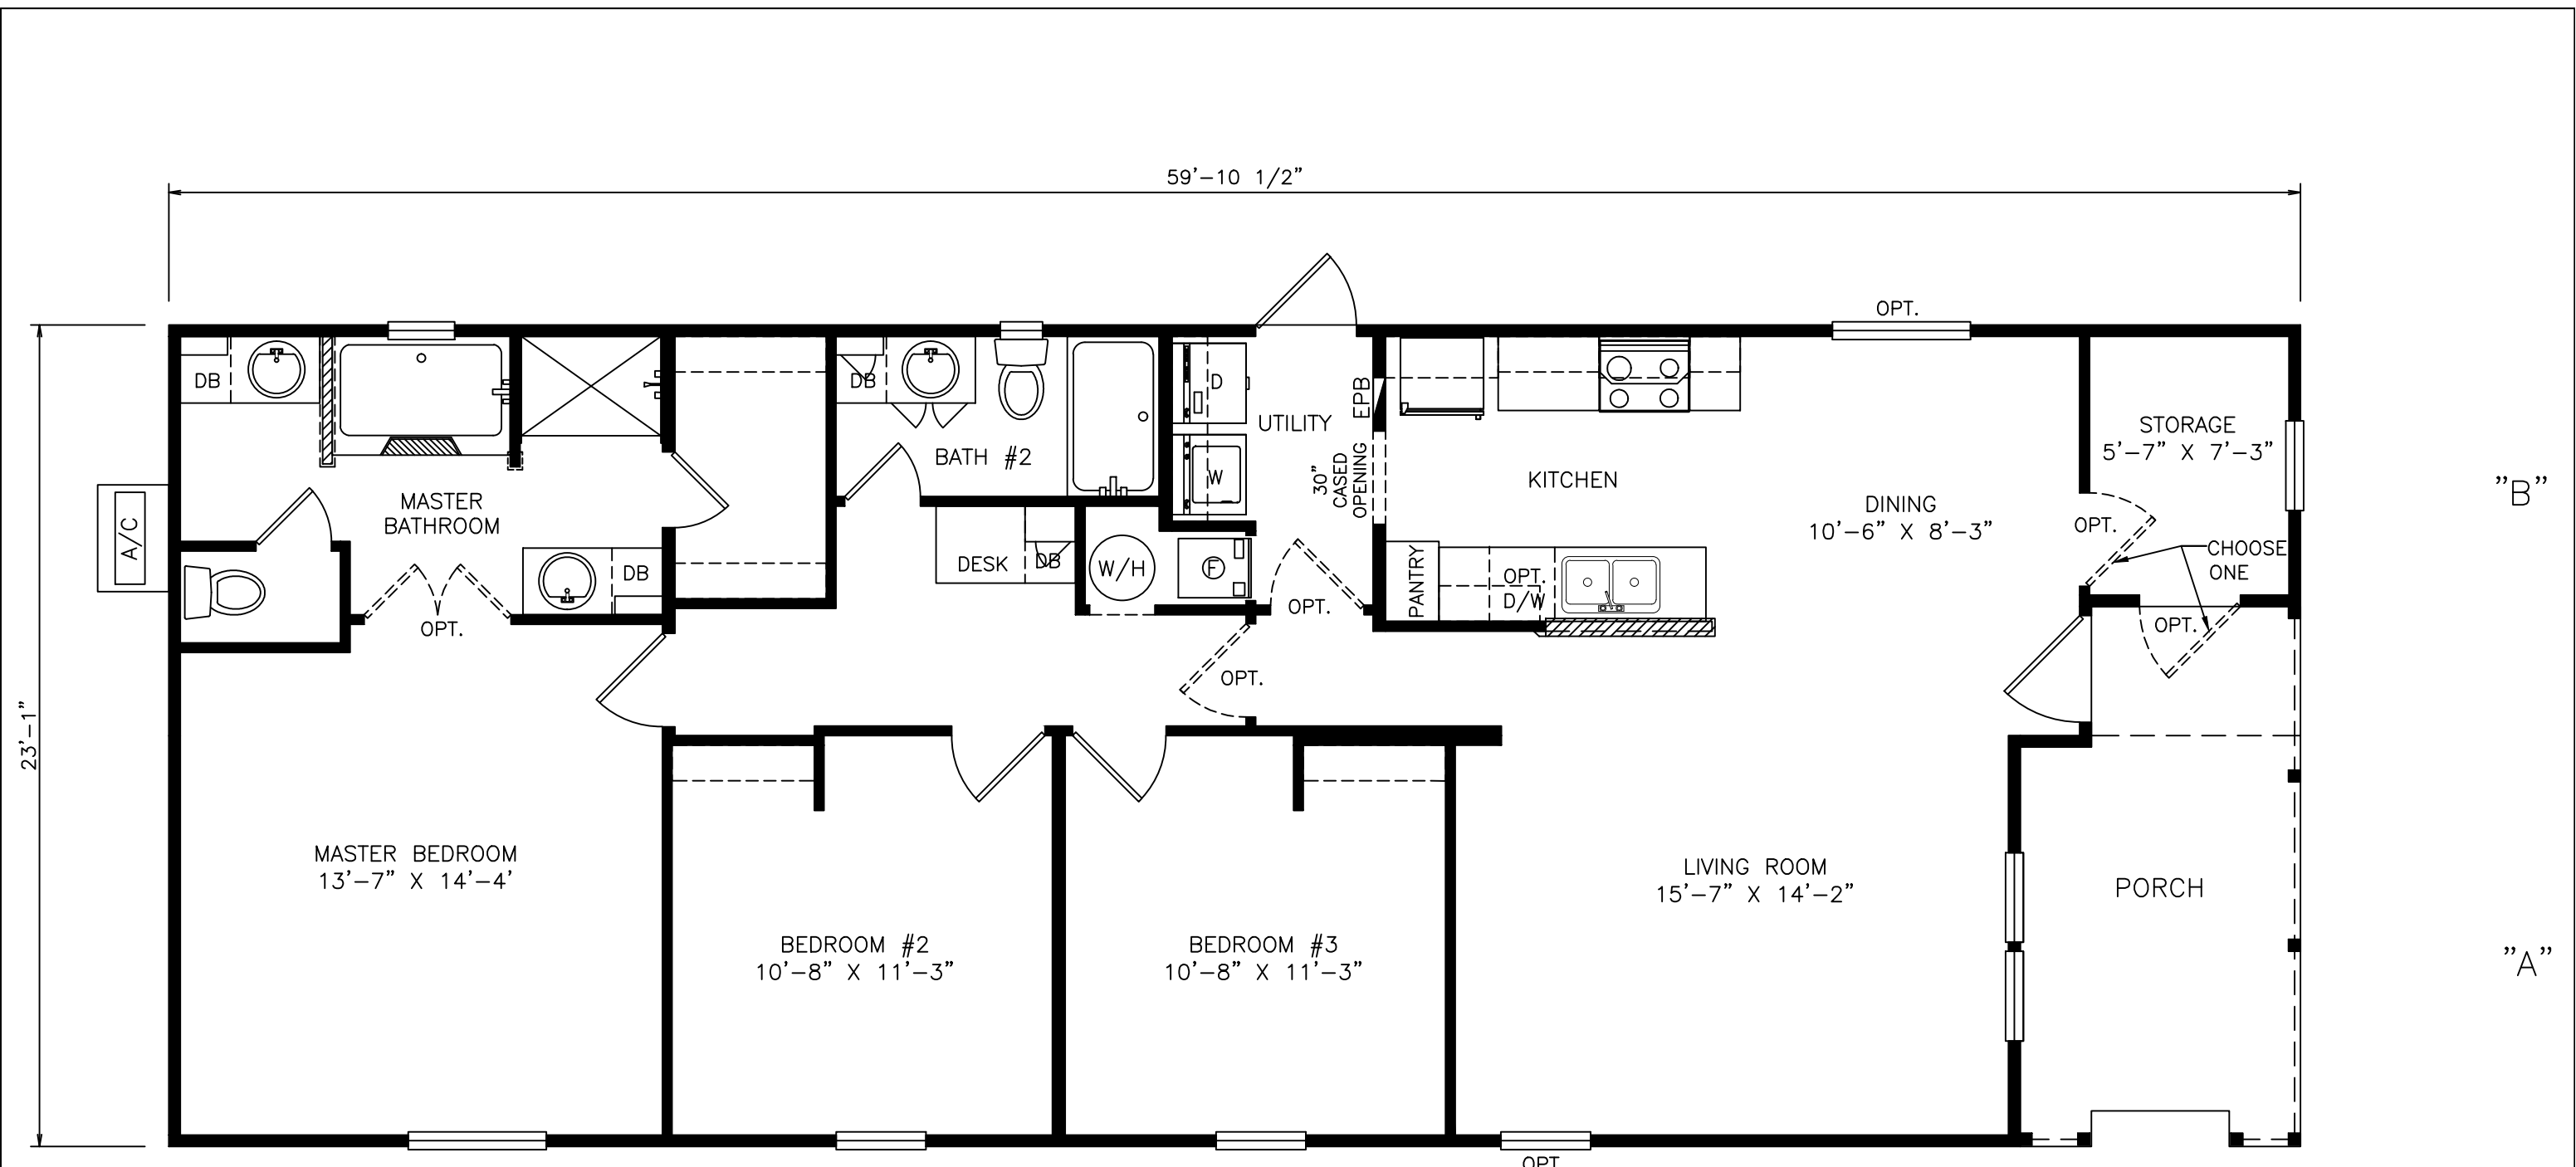 59'-10 1/2"
OPT.
DB
DB
D
EPB
UTILITY
STORAGE
5'-7" X 7'-3"
BATH #2
W
30"
CASED
OPENING
KITCHEN
"B"
MASTER
BATHROOM
DINING
10'-6" X 8'-3"
OPT.
A/C
CHOOSE
ONE
DESK
DB
W/H
F
DB
PANTRY
OPT.
D/W
OPT.
OPT.
OPT.
OPT.
23'-1"
MASTER BEDROOM
13'-7" X 14'-4'
LIVING ROOM
15'-7" X 14'-2"
PORCH
BEDROOM #2
10'-8" X 11'-3"
BEDROOM #3
10'-8" X 11'-3"
"A"
OPT.